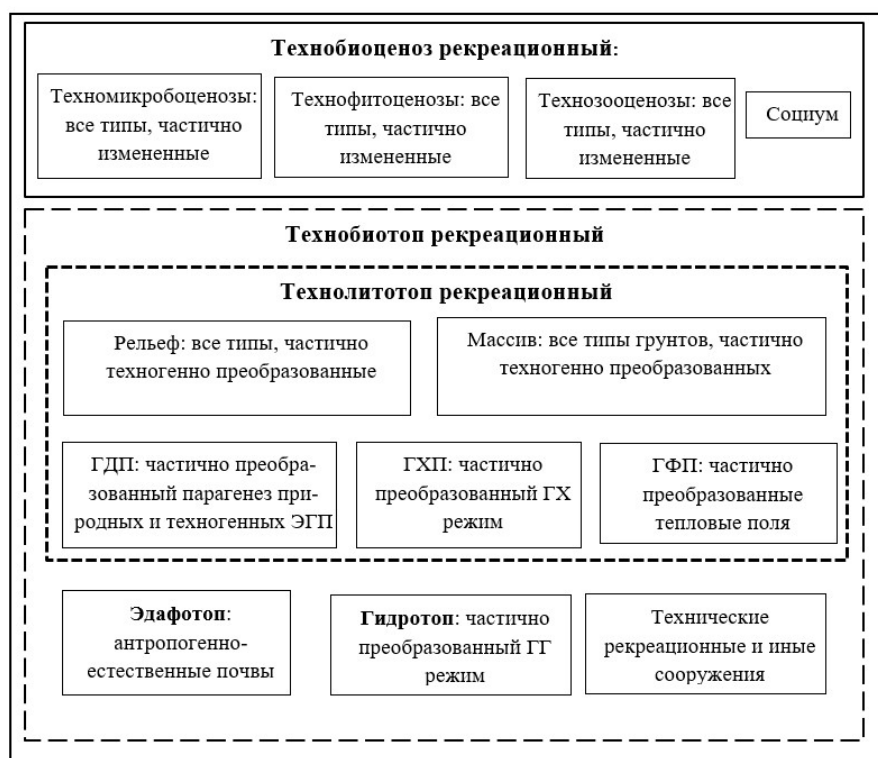 Технобиоценоз рекреационный:
Техномикробоценозы:
все типы, частично
измененные
Технофитоценозы: все
типы, частично
измененные
Технозооценозы: все
типы, частично
измененные
Социум
Технобиотоп рекреационный
Технолитотоп рекреационный
Рельеф: все типы, частично
техногенно преобразованные
Массив: все типы грунтов, частично
техногенно преобразованных
ГДП: частично преобра-
зованный парагенез при-
родных и техногенных ЭГП
ГХП: частично
преобразованный ГХ
режим
ГФП: частично
преобразованные
тепловые поля
Эдафотоп:
антропогенно-
естественные почвы
Гидротоп: частично
преобразованный ГГ
режим
Технические
рекреационные и иные
сооружения